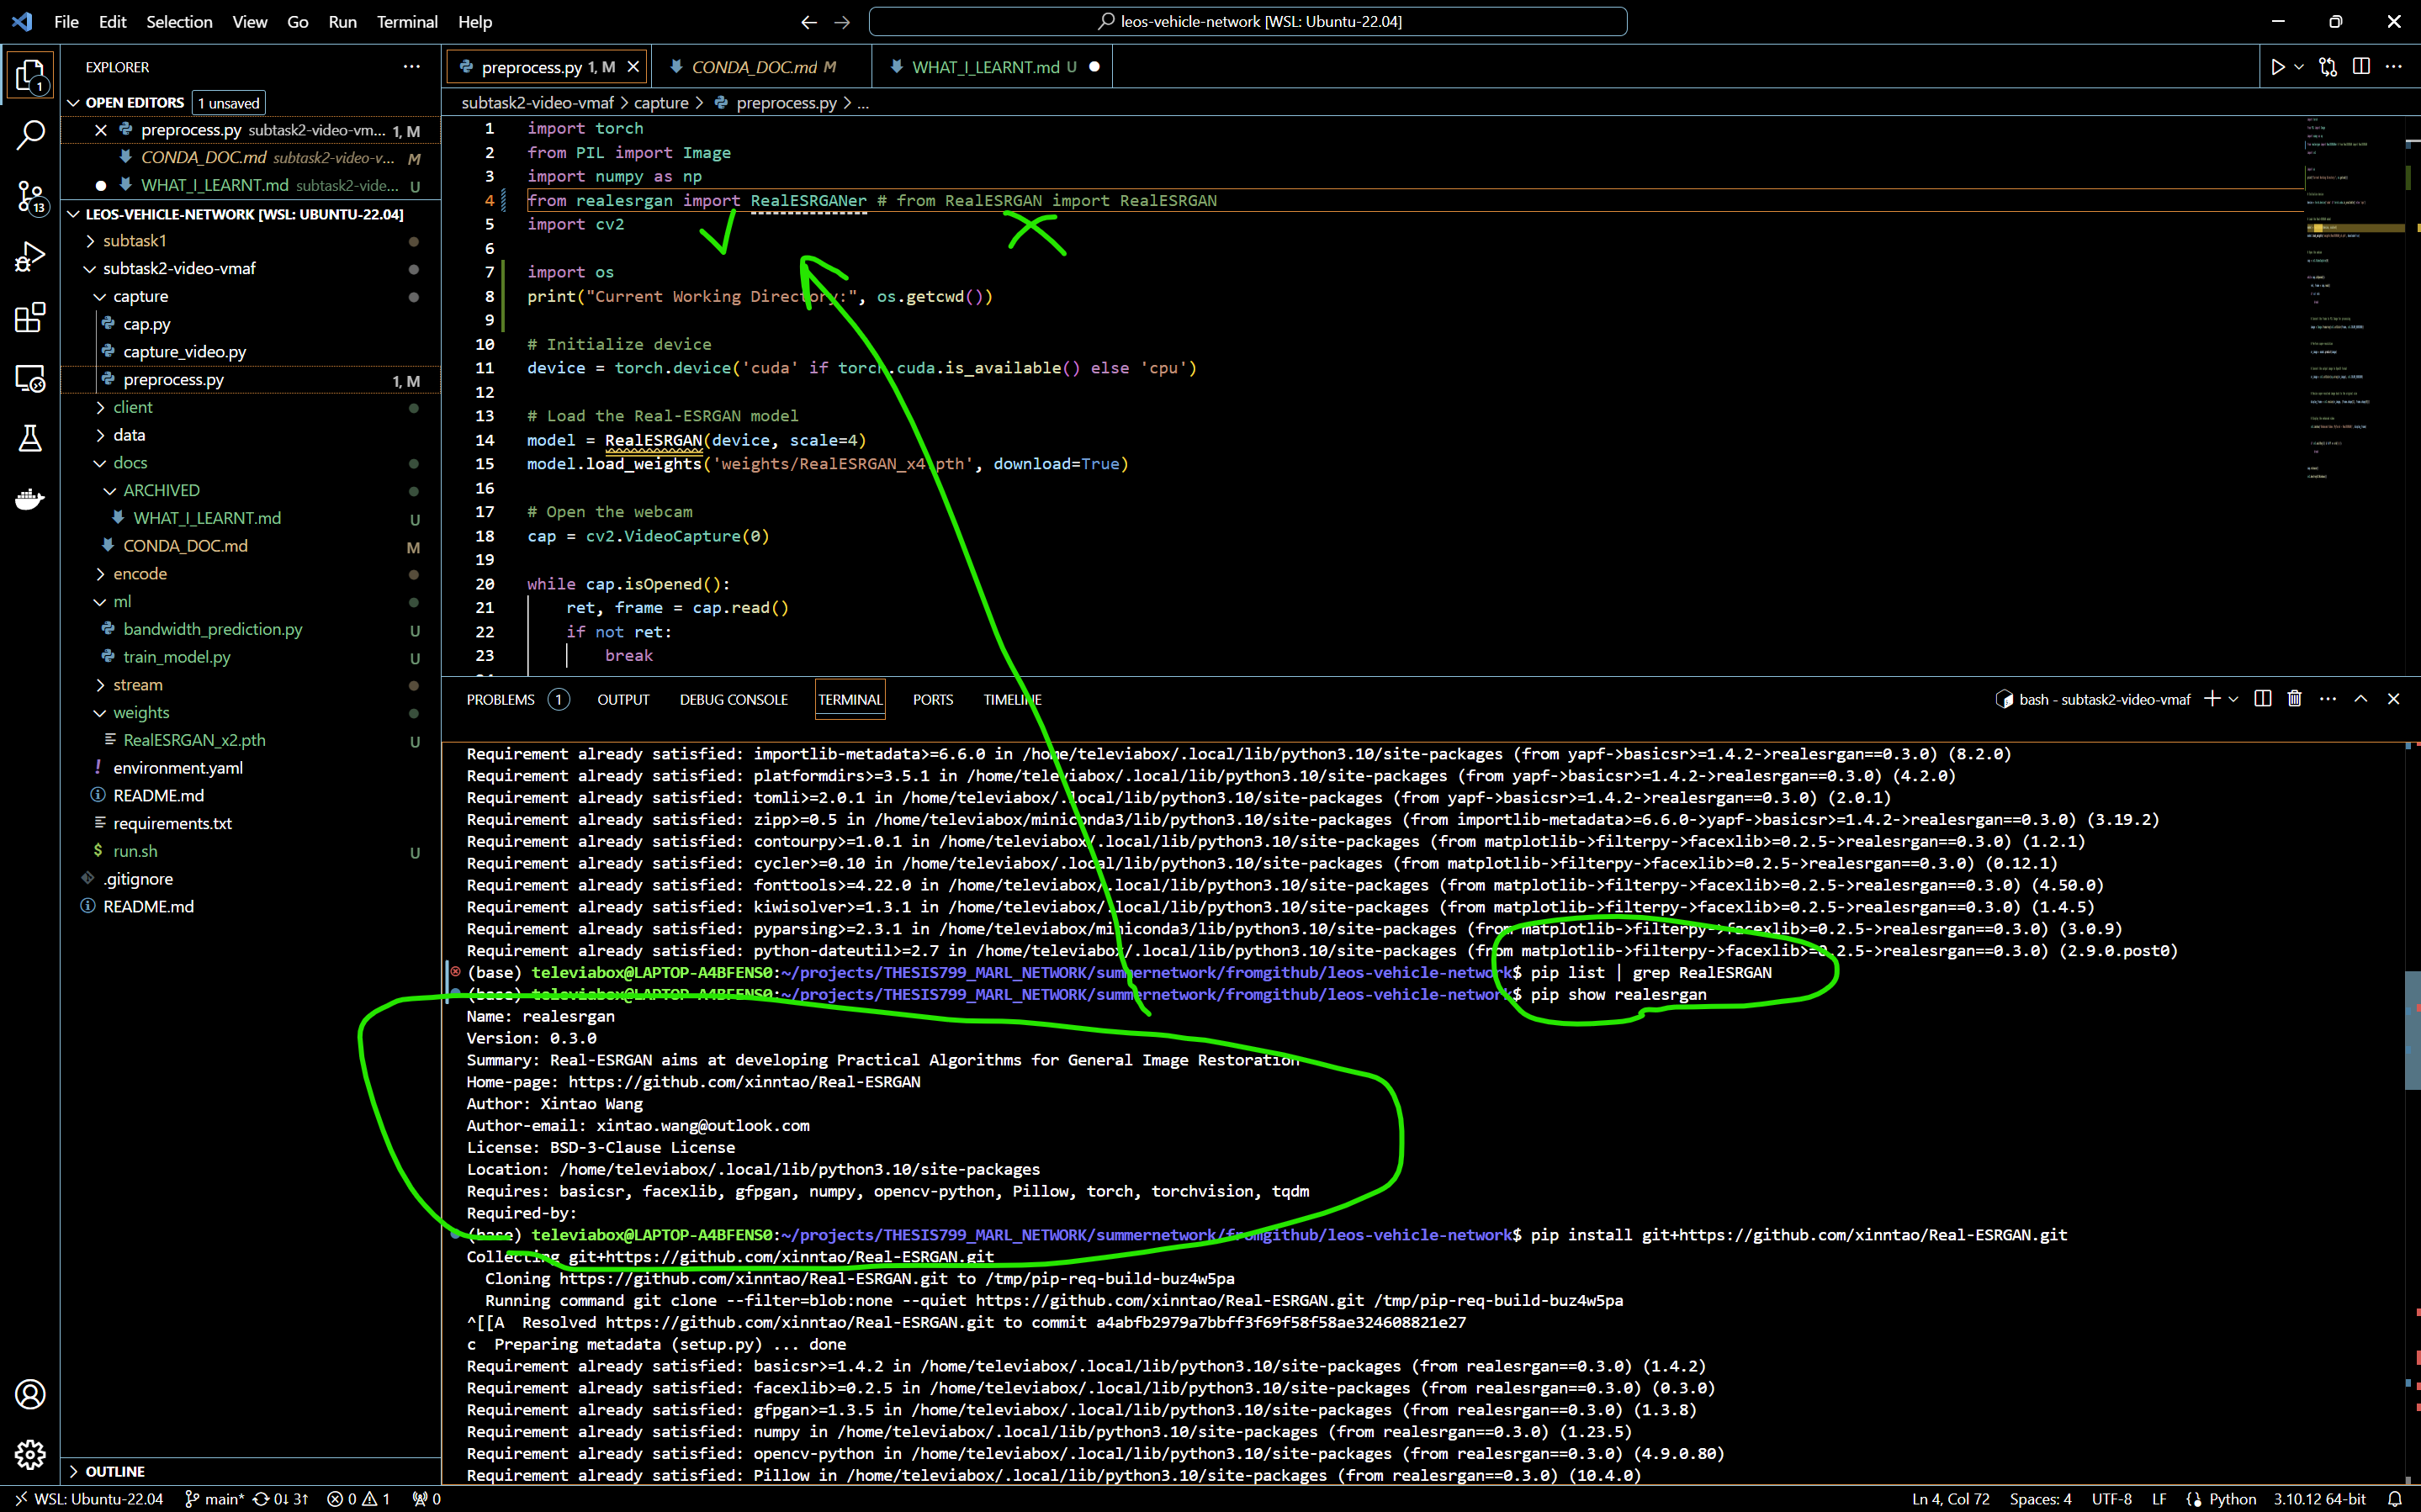 File Edit Selection View Go Run Terminal Help
leos-vehicle-network [WSL: Ubuntu-22.04]
EXPLORER
OPEN EDITORS 1 unsaved
preprocess.py subtask2-video-vm... 1, M
CONDA_DOC.md subtask2-video-v... M
WHAT_I_LEARNT.md subtask2-vide... U
LEOS-VEHICLE-NETWORK [WSL: UBUNTU-22.04]
subtask1
subtask2-video-vmaf
capture
cap.py
capture_video.py
preprocess.py 1, M
client
data
docs
ARCHIVED
WHAT_I_LEARNT.md U
CONDA_DOC.md M
encode
ml
bandwidth_prediction.py U
train_model.py U
stream
weights
RealESRGAN_x2.pth U
environment.yaml
README.md
requirements.txt
run.sh U
.gitignore
README.md
OUTLINE
1
13
preprocess.py 1, M
CONDA_DOC.md M
WHAT_I_LEARNT.md U
subtask2-video-vmaf > capture > preprocess.py > ...
1 import torch
2 from PIL import Image
3 import numpy as np
4 from realesrgan import RealESRGANer # from RealESRGAN import RealESRGAN
5 import cv2
6
7 import os
8 print("Current Working Directory:", os.getcwd())
9
10 # Initialize device
11 device = torch.device('cuda' if torch.cuda.is_available() else 'cpu')
12
13 # Load the Real-ESRGAN model
14 model = RealESRGAN(device, scale=4)
15 model.load_weights('weights/RealESRGAN_x4.pth', download=True)
16
17 # Open the webcam
18 cap = cv2.VideoCapture(0)
19
20 while cap.isOpened():
21 ret, frame = cap.read()
22 if not ret:
23 break
PROBLEMS 1 OUTPUT DEBUG CONSOLE TERMINAL PORTS TIMELINE
bash - subtask2-video-vmaf
Requirement already satisfied: importlib-metadata>=6.6.0 in /home/televiabox/.local/lib/python3.10/site-packages (from yapf->basicsr>=1.4.2->realesrgan==0.3.0) (8.2.0)
Requirement already satisfied: platformdirs>=3.5.1 in /home/televiabox/.local/lib/python3.10/site-packages (from yapf->basicsr>=1.4.2->realesrgan==0.3.0) (4.2.0)
Requirement already satisfied: tomli>=2.0.1 in /home/televiabox/.local/lib/python3.10/site-packages (from yapf->basicsr>=1.4.2->realesrgan==0.3.0) (2.0.1)
Requirement already satisfied: zipp>=0.5 in /home/televiabox/miniconda3/lib/python3.10/site-packages (from importlib-metadata>=6.6.0->yapf->basicsr>=1.4.2->realesrgan==0.3.0) (3.19.2)
Requirement already satisfied: contourpy>=1.0.1 in /home/televiabox/.local/lib/python3.10/site-packages (from matplotlib->filterpy->facexlib>=0.2.5->realesrgan==0.3.0) (1.2.1)
Requirement already satisfied: cycler>=0.10 in /home/televiabox/.local/lib/python3.10/site-packages (from matplotlib->filterpy->facexlib>=0.2.5->realesrgan==0.3.0) (0.12.1)
Requirement already satisfied: fonttools>=4.22.0 in /home/televiabox/.local/lib/python3.10/site-packages (from matplotlib->filterpy->facexlib>=0.2.5->realesrgan==0.3.0) (4.50.0)
Requirement already satisfied: kiwisolver>=1.3.1 in /home/televiabox/.local/lib/python3.10/site-packages (from matplotlib->filterpy->facexlib>=0.2.5->realesrgan==0.3.0) (1.4.5)
Requirement already satisfied: pyparsing>=2.3.1 in /home/televiabox/miniconda3/lib/python3.10/site-packages (from matplotlib->filterpy->facexlib>=0.2.5->realesrgan==0.3.0) (3.0.9)
Requirement already satisfied: python-dateutil>=2.7 in /home/televiabox/.local/lib/python3.10/site-packages (from matplotlib->filterpy->facexlib>=0.2.5->realesrgan==0.3.0) (2.9.0.post0)
(base) televiabox@LAPTOP-A4BFENS0:~/projects/THESIS799_MARL_NETWORK/summernetwork/fromgithub/leos-vehicle-network$ pip list | grep RealESRGAN
(base) televiabox@LAPTOP-A4BFENS0:~/projects/THESIS799_MARL_NETWORK/summernetwork/fromgithub/leos-vehicle-network$ pip show realesrgan
Name: realesrgan
Version: 0.3.0
Summary: Real-ESRGAN aims at developing Practical Algorithms for General Image Restoration
Home-page: https://github.com/xinntao/Real-ESRGAN
Author: Xintao Wang
Author-email: xintao.wang@outlook.com
License: BSD-3-Clause License
Location: /home/televiabox/.local/lib/python3.10/site-packages
Requires: basicsr, facexlib, gfpgan, numpy, opencv-python, Pillow, torch, torchvision, tqdm
Required-by:
(base) televiabox@LAPTOP-A4BFENS0:~/projects/THESIS799_MARL_NETWORK/summernetwork/fromgithub/leos-vehicle-network$ pip install git+https://github.com/xinntao/Real-ESRGAN.git
Collecting git+https://github.com/xinntao/Real-ESRGAN.git
Cloning https://github.com/xinntao/Real-ESRGAN.git to /tmp/pip-req-build-buz4w5pa
Running command git clone --filter=blob:none --quiet https://github.com/xinntao/Real-ESRGAN.git /tmp/pip-req-build-buz4w5pa
^[[A Resolved https://github.com/xinntao/Real-ESRGAN.git to commit a4abfb2979a7bbff3f69f58f58ae324608821e27
c Preparing metadata (setup.py) ... done
Requirement already satisfied: basicsr>=1.4.2 in /home/televiabox/.local/lib/python3.10/site-packages (from realesrgan==0.3.0) (1.4.2)
Requirement already satisfied: facexlib>=0.2.5 in /home/televiabox/.local/lib/python3.10/site-packages (from realesrgan==0.3.0) (0.3.0)
Requirement already satisfied: gfpgan>=1.3.5 in /home/televiabox/.local/lib/python3.10/site-packages (from realesrgan==0.3.0) (1.3.8)
Requirement already satisfied: numpy in /home/televiabox/.local/lib/python3.10/site-packages (from realesrgan==0.3.0) (1.23.5)
Requirement already satisfied: opencv-python in /home/televiabox/.local/lib/python3.10/site-packages (from realesrgan==0.3.0) (4.9.0.80)
Requirement already satisfied: Pillow in /home/televiabox/.local/lib/python3.10/site-packages (from realesrgan==0.3.0) (10.4.0)
WSL: Ubuntu-22.04 main* 0↓ 3↑ 0 1 0
Ln 4, Col 72 Spaces: 4 UTF-8 LF Python 3.10.12 64-bit